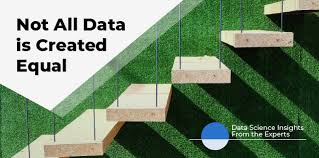 Not All Data
is Created
Equal
Data Science Insights
From the Experts